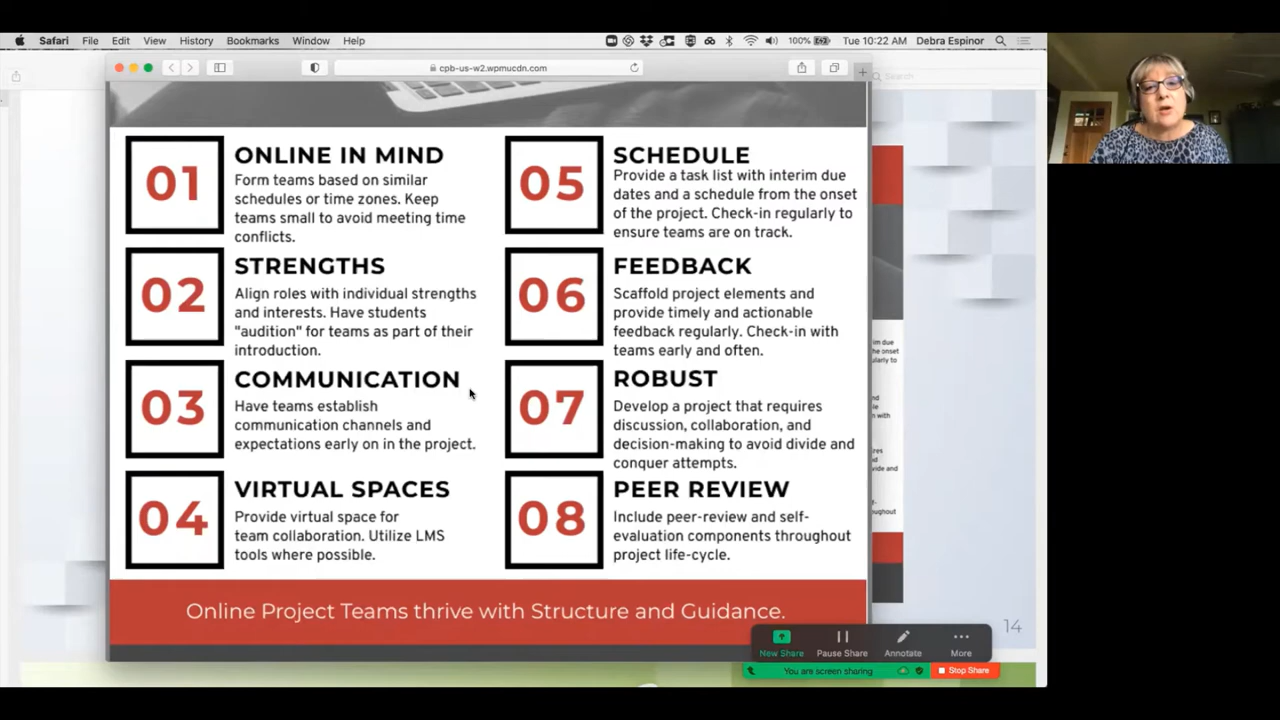 Safari File Edit View History Bookmarks Window Help
100% Tue 10:22 AM Debra Espinor
cpb-us-w2.wpmucdn.com
Search
01
ONLINE IN MIND
Form teams based on similar
schedules or time zones. Keep
teams small to avoid meeting time
conflicts.
02
STRENGTHS
Align roles with individual strengths
and interests. Have students
"audition" for teams as part of their
introduction.
03
COMMUNICATION
Have teams establish
communication channels and
expectations early on in the project.
04
VIRTUAL SPACES
Provide virtual space for
team collaboration. Utilize LMS
tools where possible.
05
SCHEDULE
Provide a task list with interim due
dates and a schedule from the onset
of the project. Check-in regularly to
ensure teams are on track.
06
FEEDBACK
Scaffold project elements and
provide timely and actionable
feedback regularly. Check-in with
teams early and often.
07
ROBUST
Develop a project that requires
discussion, collaboration, and
decision-making to avoid divide and
conquer attempts.
08
PEER REVIEW
Include peer-review and self-
evaluation components throughout
project life-cycle.
Online Project Teams thrive with Structure and Guidance.
14
New Share Pause Share Annotate More
You are screen sharing Stop Share